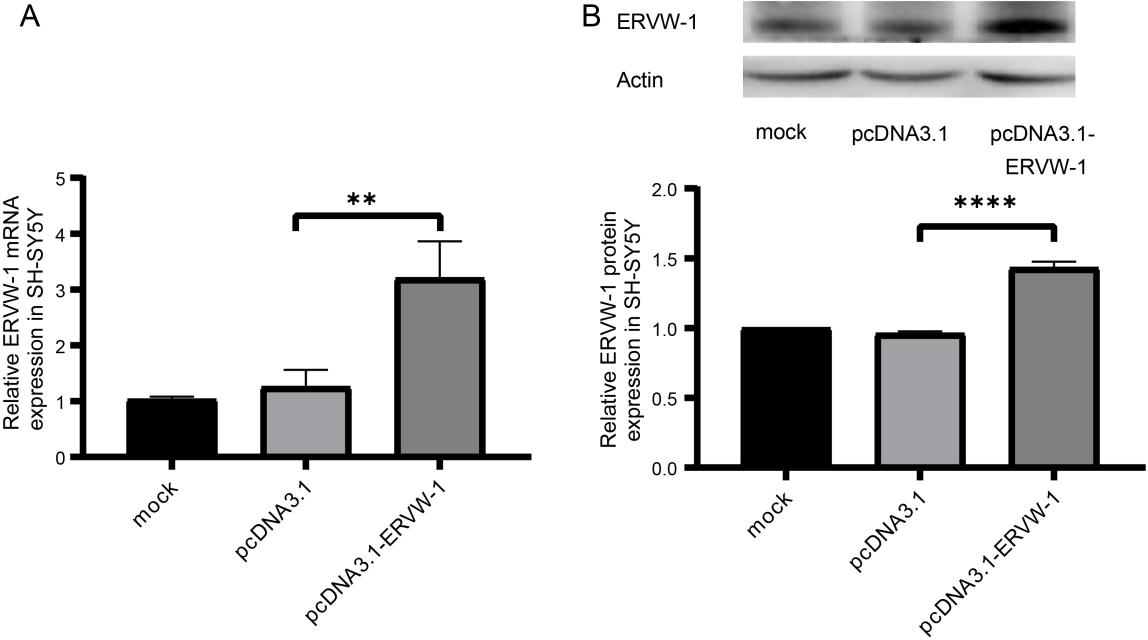 A
5
4
3
2
1
0
Relative ERVW-1 mRNA
expression in SH-SY5Y
**
mock
pcDNA3.1
pcDNA3.1-ERVW-1
B
ERVW-1
Actin
mock pcDNA3.1 pcDNA3.1-
ERVW-1
2.0
1.5
1.0
0.5
0.0
Relative ERVW-1 protein
expression in SH-SY5Y
****
mock
pcDNA3.1
pcDNA3.1-ERVW-1